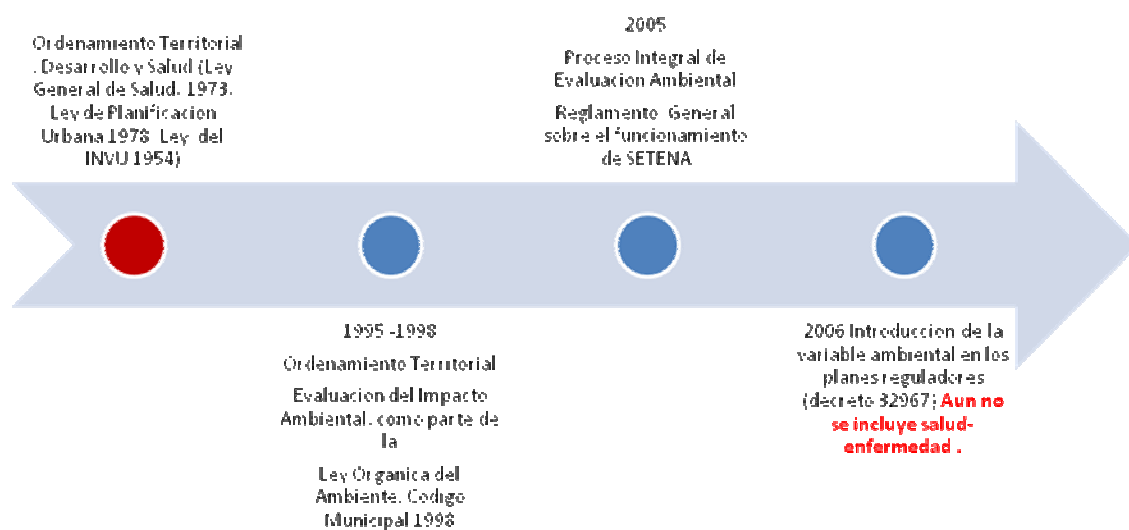 Ordenamiento Territorial
. Desarrollo y Salud (Ley
General de Salud. 1973.
Ley de Planificacion
Urbana 1978 Ley del
INVU 1954)
1995 -1998
Ordenamiento Territorial
Evaluacion del Impacto
Ambiental. como parte de
la
Ley Organica del
Ambiente. Codigo
Municipal 1998
2005
Proceso Integral de
Evaluacion Ambiental
Reglamento General
sobre el funcionamiento
de SETENA
2006 Introduccion de la
variable ambiental en los
planes reguladores
(decreto 32967) Aun no
se incluye salud-
enfermedad .